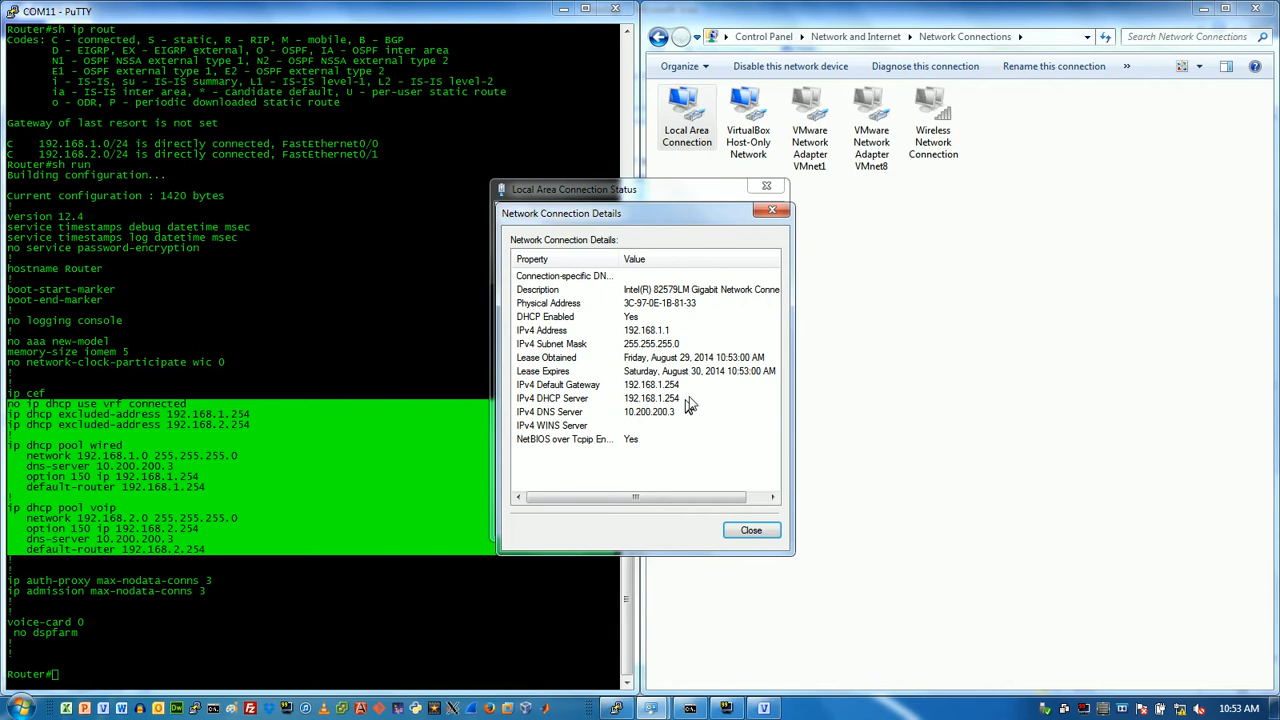 COM11 - PuTTY
Router#sh ip rout
Codes: C - connected, S - static, R - RIP, M - mobile, B - BGP
D - EIGRP, EX - EIGRP external, O - OSPF, IA - OSPF inter area
N1 - OSPF NSSA external type 1, N2 - OSPF NSSA external type 2
E1 - OSPF external type 1, E2 - OSPF external type 2
i - IS-IS, su - IS-IS summary, L1 - IS-IS level-1, L2 - IS-IS level-2
ia - IS-IS inter area, * - candidate default, U - per-user static route
o - ODR, P - periodic downloaded static route
Gateway of last resort is not set
C 192.168.1.0/24 is directly connected, FastEthernet0/0
C 192.168.2.0/24 is directly connected, FastEthernet0/1
Router#sh run
Building configuration...
Current configuration : 1420 bytes
!
version 12.4
service timestamps debug datetime msec
service timestamps log datetime msec
no service password-encryption
!
hostname Router
!
boot-start-marker
boot-end-marker
!
no logging console
!
no aaa new-model
memory-size iomem 5
no network-clock-participate wic 0
!
!
ip cef
no ip dhcp use vrf connected
ip dhcp excluded-address 192.168.1.254
ip dhcp excluded-address 192.168.2.254
!
ip dhcp pool wired
network 192.168.1.0 255.255.255.0
dns-server 10.200.200.3
option 150 ip 192.168.1.254
default-router 192.168.1.254
!
ip dhcp pool voip
network 192.168.2.0 255.255.255.0
option 150 ip 192.168.2.254
dns-server 10.200.200.3
default-router 192.168.2.254
!
!
ip auth-proxy max-nodata-conns 3
ip admission max-nodata-conns 3
!
!
voice-card 0
no dspfarm
!
!
Router#
Control Panel Network and Internet Network Connections
Search Network Connections
Organize Disable this network device Diagnose this connection Rename this connection »
Local Area Connection
VirtualBox Host-Only Network
VMware Network Adapter VMnet1
VMware Network Adapter VMnet8
Wireless Network Connection
Local Area Connection Status
Network Connection Details
Network Connection Details:
Property Value
Connection-specific DN...
Description Intel(R) 82579LM Gigabit Network Conne
Physical Address 3C-97-0E-1B-81-33
DHCP Enabled Yes
IPv4 Address 192.168.1.1
IPv4 Subnet Mask 255.255.255.0
Lease Obtained Friday, August 29, 2014 10:53:00 AM
Lease Expires Saturday, August 30, 2014 10:53:00 AM
IPv4 Default Gateway 192.168.1.254
IPv4 DHCP Server 192.168.1.254
IPv4 DNS Server 10.200.200.3
IPv4 WINS Server
NetBIOS over Tcpip En... Yes
Close
10:53 AM